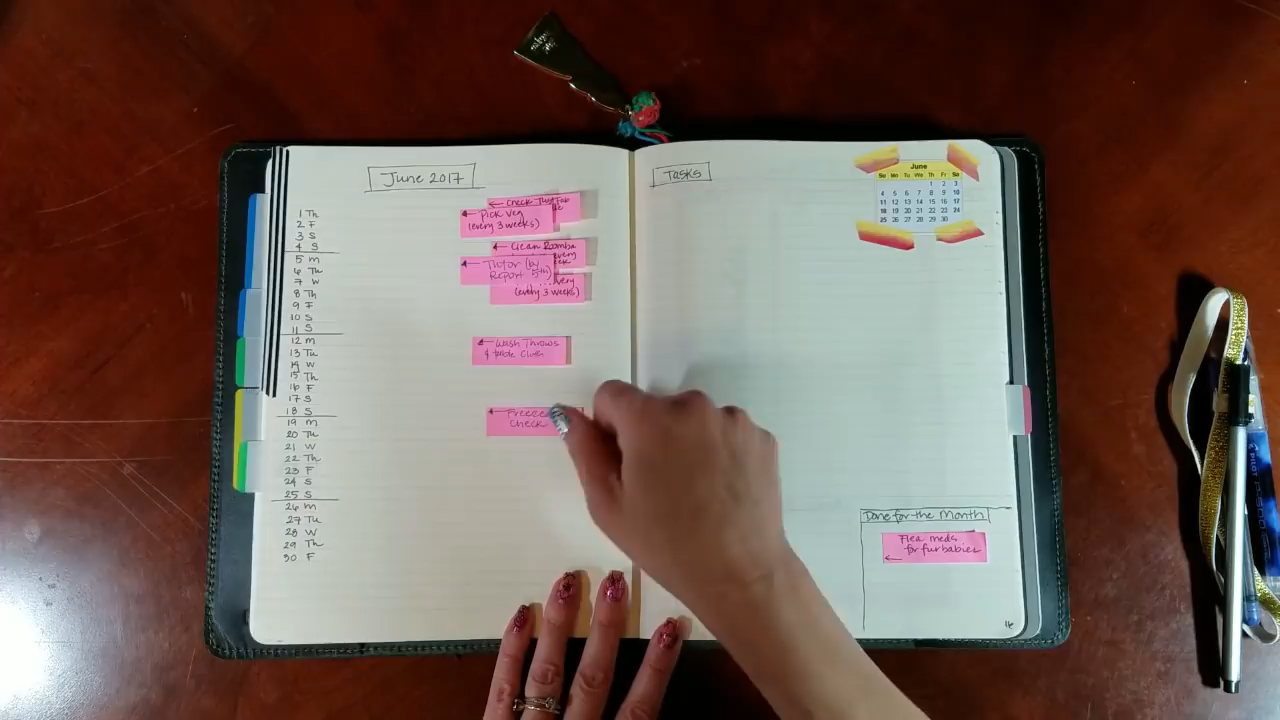 June 2017
1 Th
2 F
3 S
4 S
5 M
6 Tu
7 W
8 Th
9 F
10 S
11 S
12 M
13 Tu
14 W
15 Th
16 F
17 S
18 S
19 M
20 Tu
21 W
22 Th
23 F
24 S
25 S
26 M
27 Tu
28 W
29 Th
30 F
Check Just Fab
Pick Veg
(every 3 weeks)
Clean Roomba
Tutor (by
Report 5th)
(every 3 weeks)
Wash Throws
& table cloth
Check
Tasks
June
Su Mo Tu We Th Fr Sa
1 2 3
4 5 6 7 8 9 10
11 12 13 14 15 16 17
18 19 20 21 22 23 24
25 26 27 28 29 30
Done for the Month
Flea meds
for furbabies
PILOT